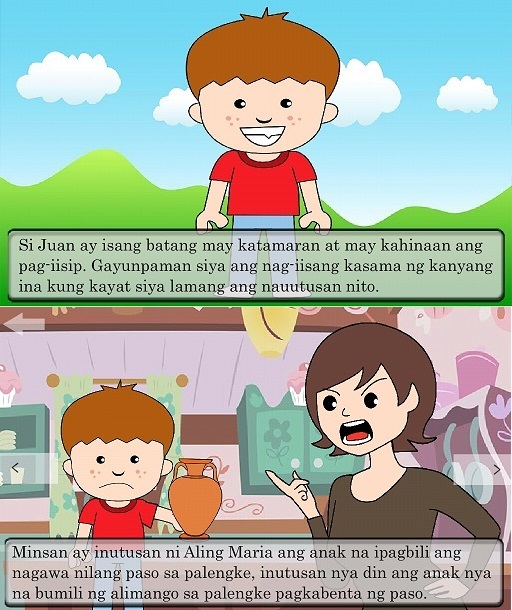 Si Juan ay isang batang may katamaran at may kahinaan ang
pag-iisip. Gayunpaman siya ang nag-iisang kasama ng kanyang
ina kung kayat siya lamang ang nauutusan nito.
Minsan ay inutusan ni Aling Maria ang anak na ipagbili ang
nagawa nilang paso sa palengke, inutusan nya din ang anak nya
na bumili ng alimango sa palengke pagkabenta ng paso.